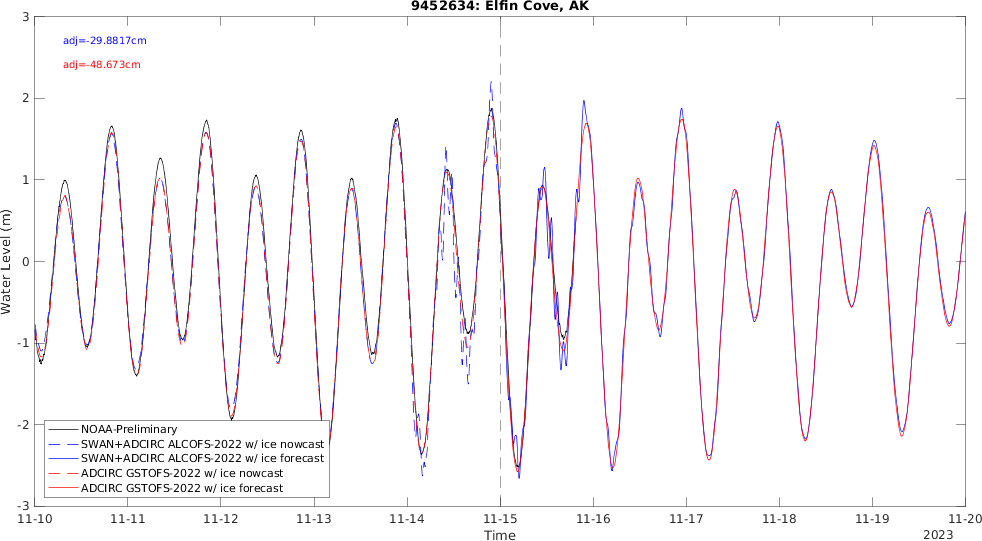 9452634: Elfin Cove, AK
adj=-29.8817cm
adj=-48.673cm
3
2
1
0
-1
-2
-3
Water Level (m)
NOAA-Preliminary
SWAN+ADCIRC ALCOFS-2022 w/ ice nowcast
SWAN+ADCIRC ALCOFS-2022 w/ ice forecast
ADCIRC GSTOFS-2022 w/ ice nowcast
ADCIRC GSTOFS-2022 w/ ice forecast
11-10 11-11 11-12 11-13 11-14 11-15 11-16 11-17 11-18 11-19 11-20
Time
2023